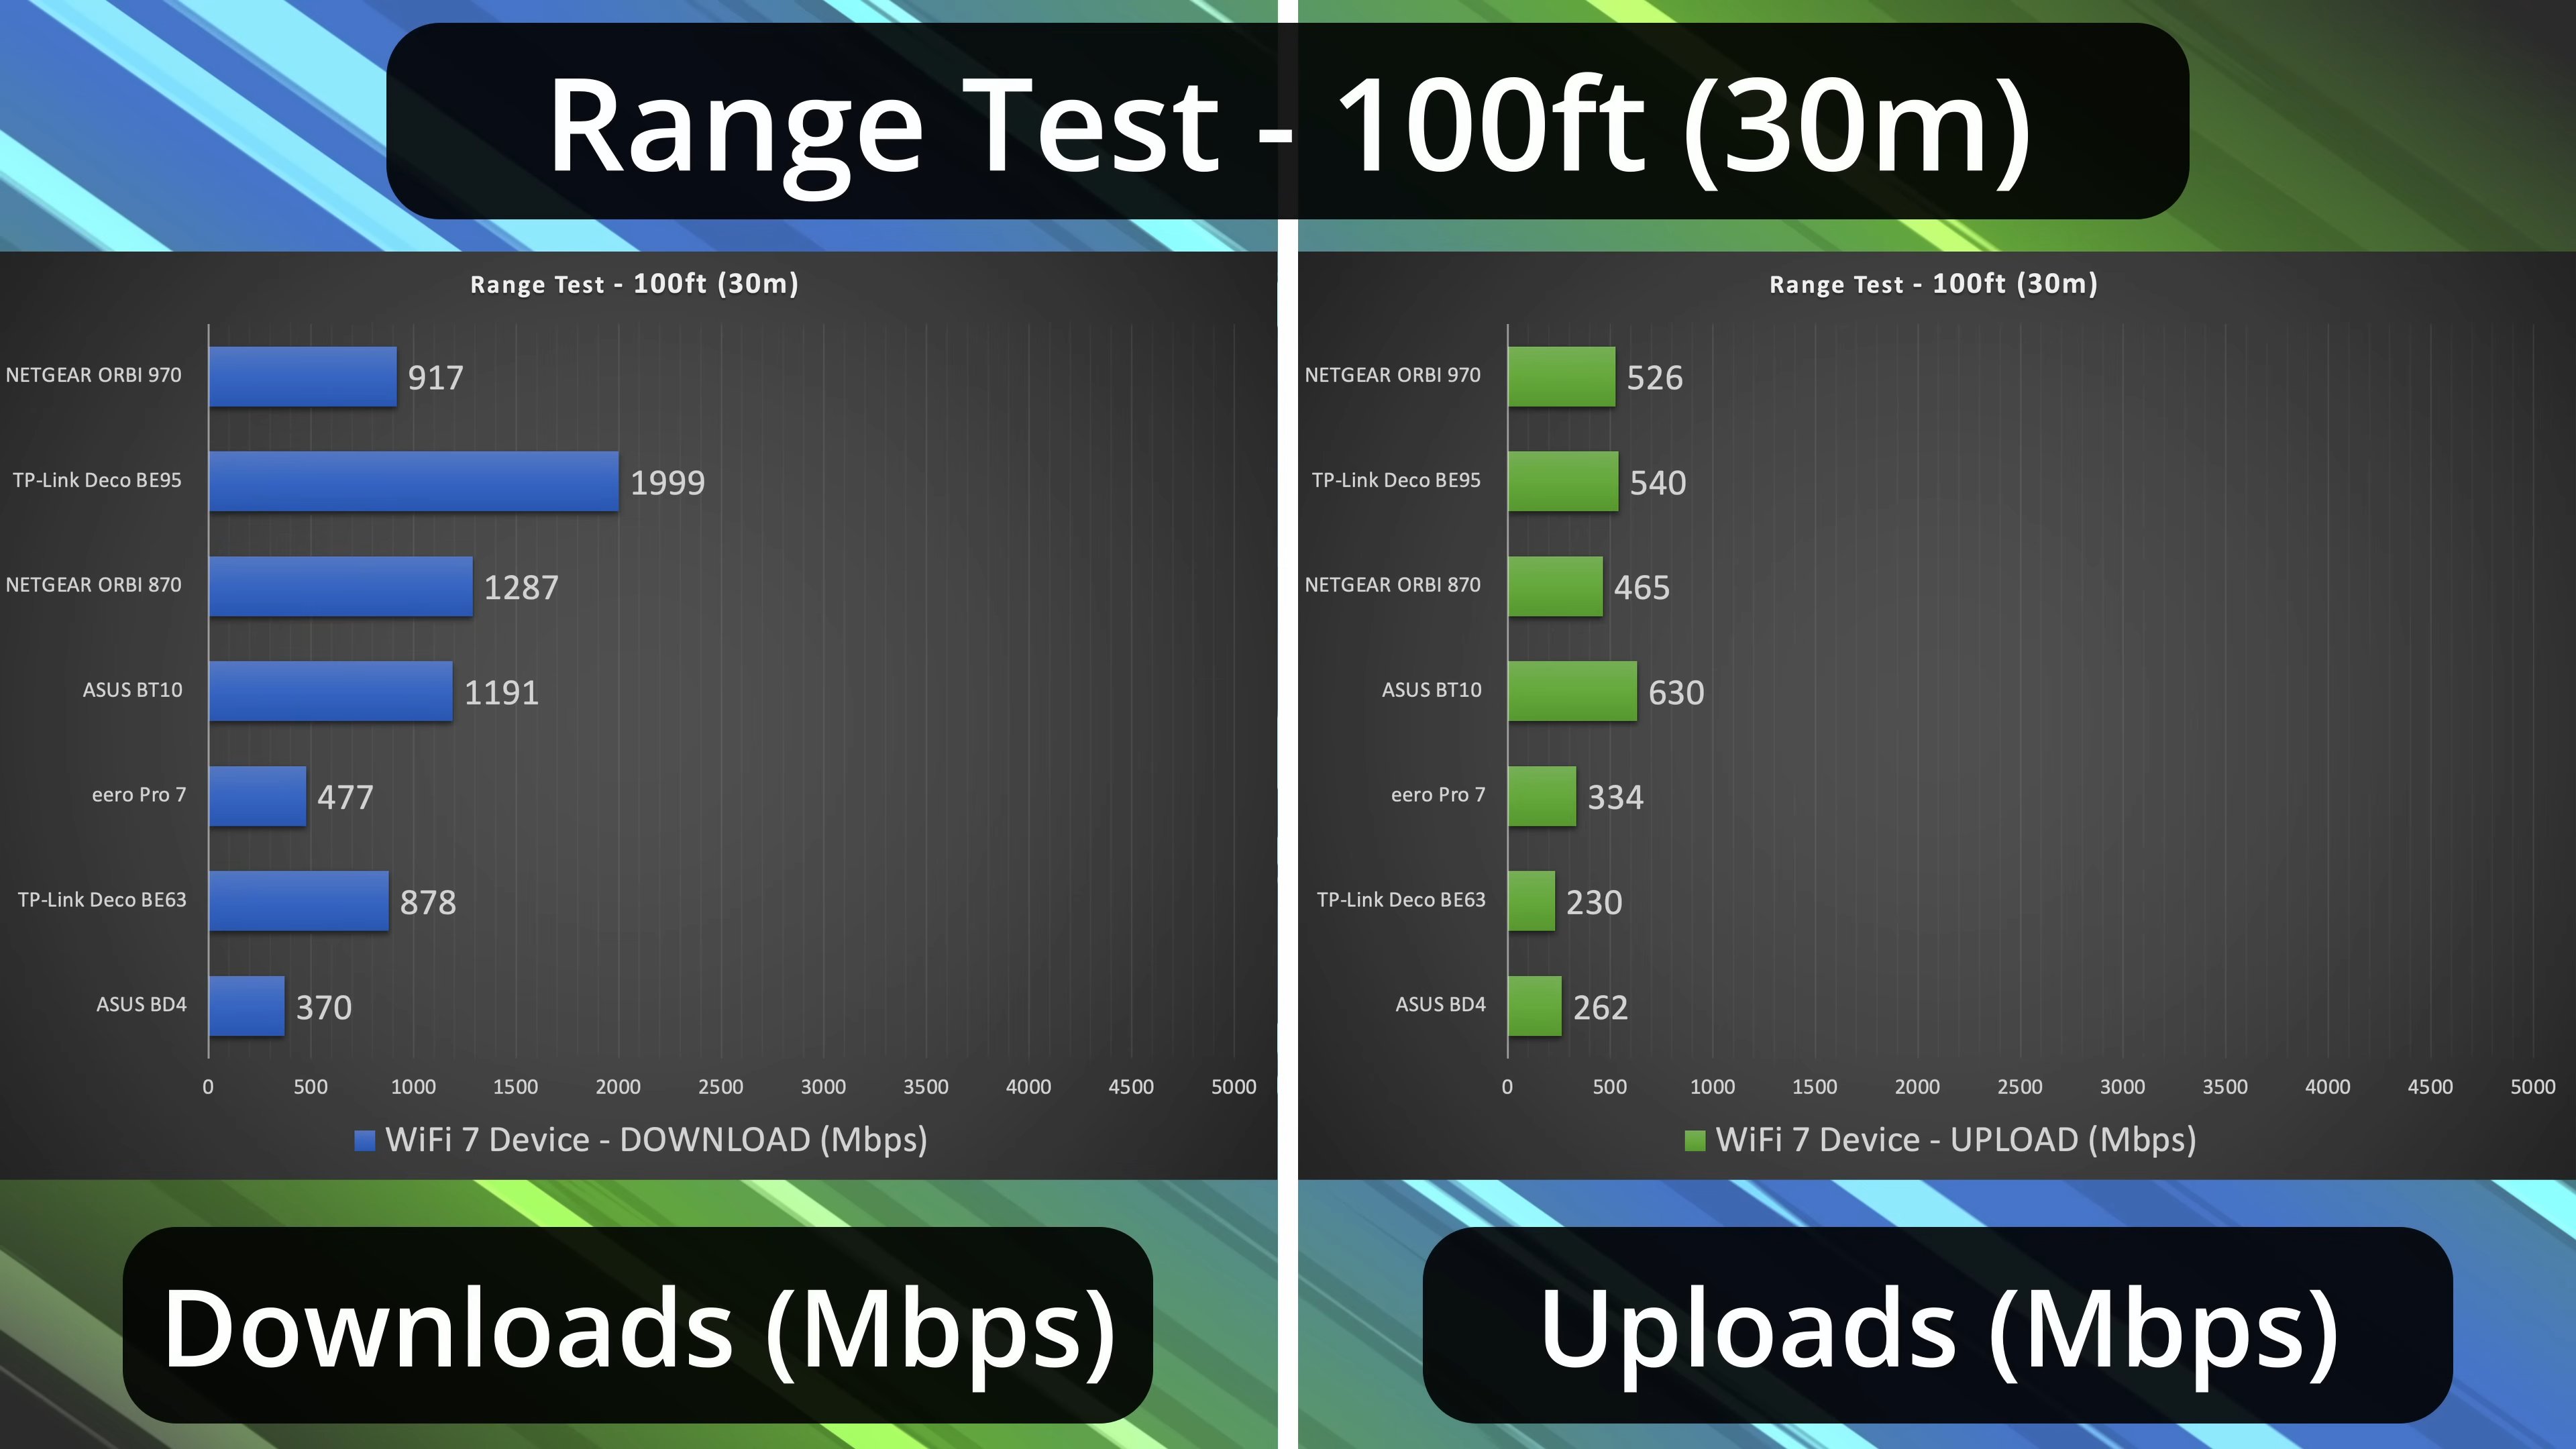 Range Test - 100ft (30m)
Range Test - 100ft (30m)
NETGEAR ORBI 970
917
TP-Link Deco BE95
1999
NETGEAR ORBI 870
1287
ASUS BT10
1191
eero Pro 7
477
TP-Link Deco BE63
878
ASUS BD4
370
0 500 1000 1500 2000 2500 3000 3500 4000 4500 5000
WiFi 7 Device - DOWNLOAD (Mbps)
Downloads (Mbps)
Range Test - 100ft (30m)
NETGEAR ORBI 970
526
TP-Link Deco BE95
540
NETGEAR ORBI 870
465
ASUS BT10
630
eero Pro 7
334
TP-Link Deco BE63
230
ASUS BD4
262
0 500 1000 1500 2000 2500 3000 3500 4000 4500 5000
WiFi 7 Device - UPLOAD (Mbps)
Uploads (Mbps)